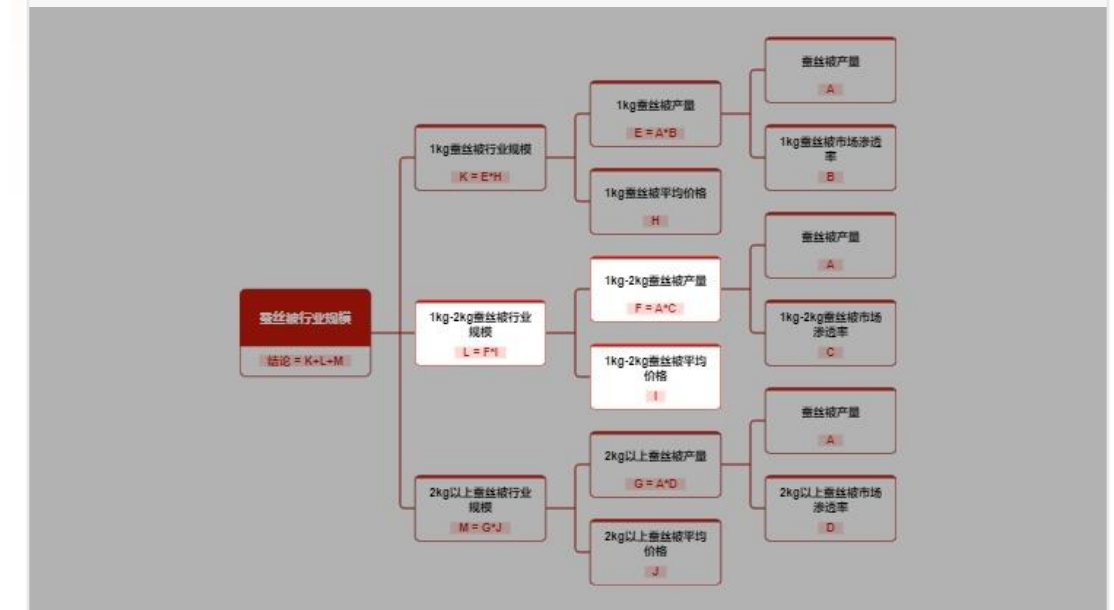 蚕丝被产量
A
1kg蚕丝被产量
E = A*B
1kg蚕丝被行业规模
K = E*H
1kg蚕丝被市场渗透
率
B
1kg蚕丝被平均价格
H
蚕丝被产量
A
1kg-2kg蚕丝被产量
F = A*C
蚕丝被行业规模
结论 = K+L+M
1kg-2kg蚕丝被行业
规模
L = F*I
1kg-2kg蚕丝被市场
渗透率
C
1kg-2kg蚕丝被平均
价格
I
蚕丝被产量
A
2kg以上蚕丝被产量
G = A*D
2kg以上蚕丝被行业
规模
M = G*J
2kg以上蚕丝被市场
渗透率
D
2kg以上蚕丝被平均
价格
J